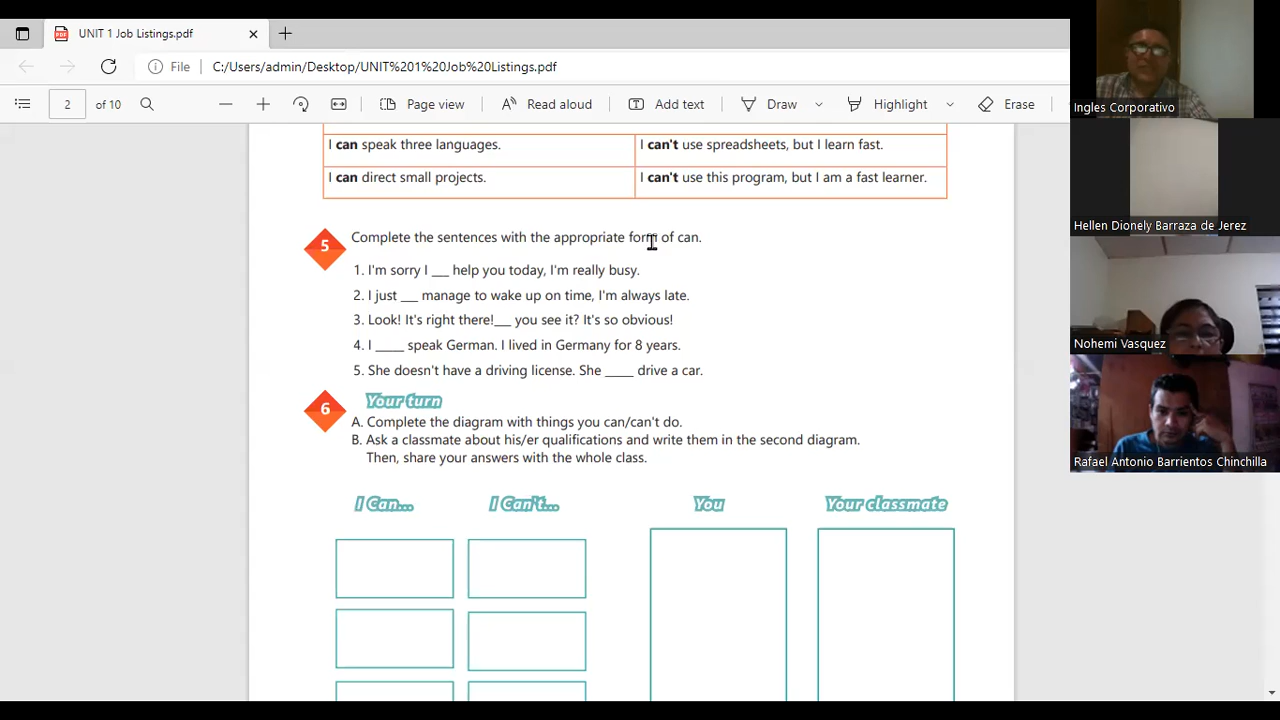 UNIT 1 Job Listings.pdf
File C:/Users/admin/Desktop/UNIT%201%20Job%20Listings.pdf
2 of 10 Page view Read aloud Add text Draw Highlight Erase
I can speak three languages. I can't use spreadsheets, but I learn fast.
I can direct small projects. I can't use this program, but I am a fast learner.
5 Complete the sentences with the appropriate form of can.
1. I'm sorry I ___ help you today, I'm really busy.
2. I just ___ manage to wake up on time, I'm always late.
3. Look! It's right there!___ you see it? It's so obvious!
4. I _____ speak German. I lived in Germany for 8 years.
5. She doesn't have a driving license. She _____ drive a car.
6 Your turn
A. Complete the diagram with things you can/can't do.
B. Ask a classmate about his/er qualifications and write them in the second diagram.
Then, share your answers with the whole class.
I Can... I Can't... You Your classmate
Ingles Corporativo
Hellen Dionely Barraza de Jerez
Nohemi Vasquez
Rafael Antonio Barrientos Chinchilla